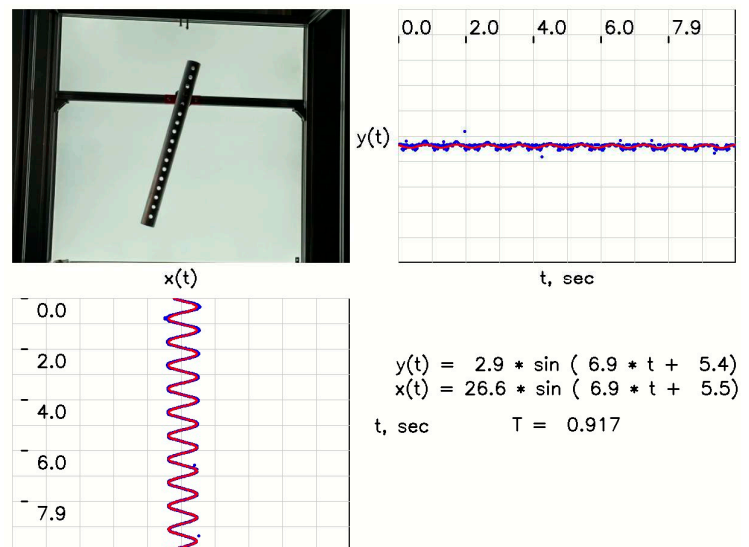 0.0 2.0 4.0 6.0 7.9
y(t)
x(t)
t, sec
0.0
2.0
4.0
6.0
7.9
y(t) = 2.9 * sin ( 6.9 * t + 5.4)
x(t) = 26.6 * sin ( 6.9 * t + 5.5)
t, sec T = 0.917